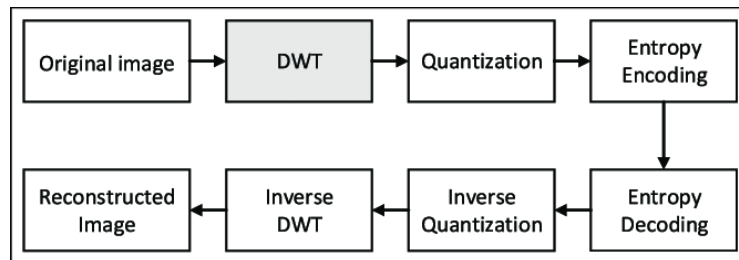 Original image
DWT
Quantization
Entropy
Encoding
Reconstructed
Image
Inverse
DWT
Inverse
Quantization
Entropy
Decoding